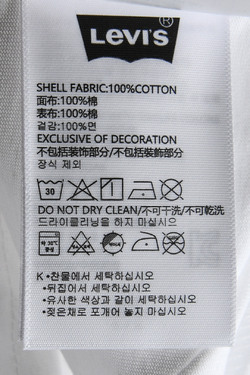 LEVI'S®
SHELL FABRIC:100%COTTON
面布:100%棉
表布:100%棉
겉감:100%면
EXCLUSIVE OF DECORATION
不包括装饰部分/不包括裝飾部分/
장식 제외
30
DO NOT DRY CLEAN/不可干洗/不可乾洗/
드라이클리닝을 하지 마십시오
K •찬물에서 세탁하십시오
•뒤집어서 세탁하십시오
•유사한 색상과 같이 세탁하십시오
•젖은채로 포개어 놓지 마십시오